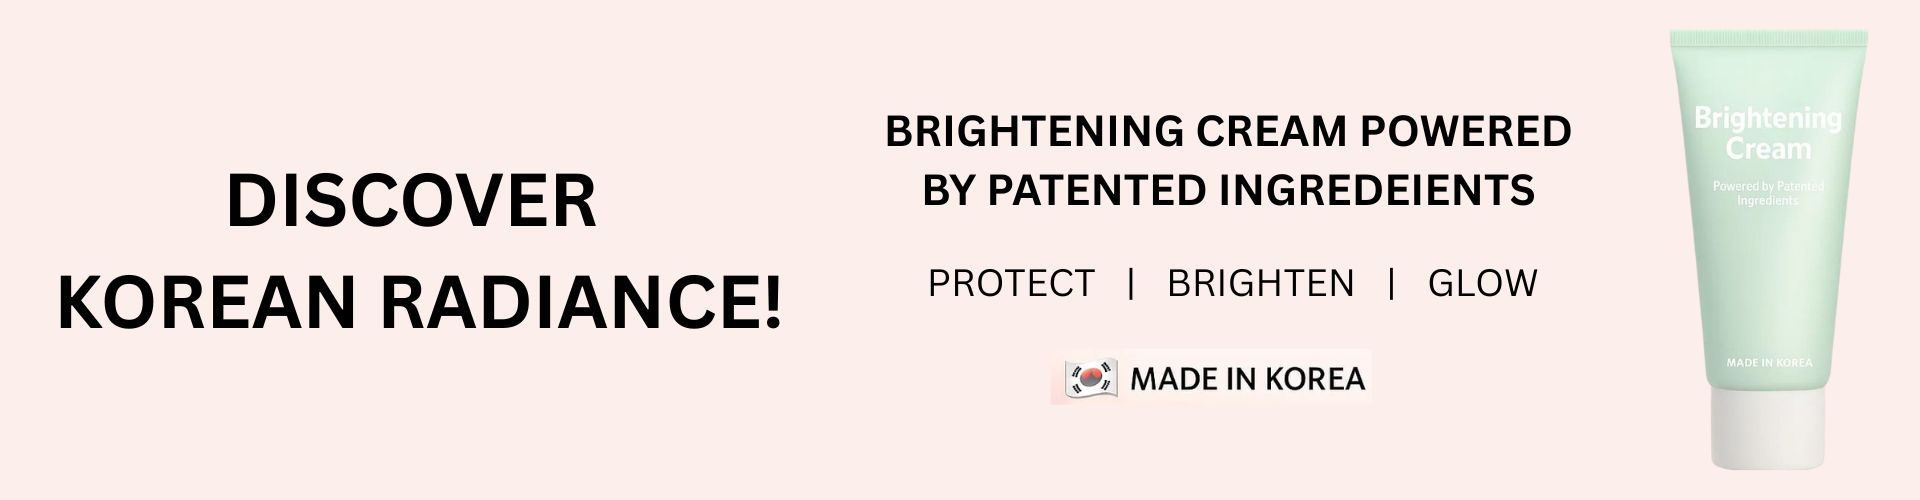 DISCOVER
KOREAN RADIANCE!
BRIGHTENING CREAM POWERED
BY PATENTED INGREDEIENTS
PROTECT | BRIGHTEN | GLOW
MADE IN KOREA
Brightening
Cream
Powered by Patented
Ingredients
MADE IN KOREA